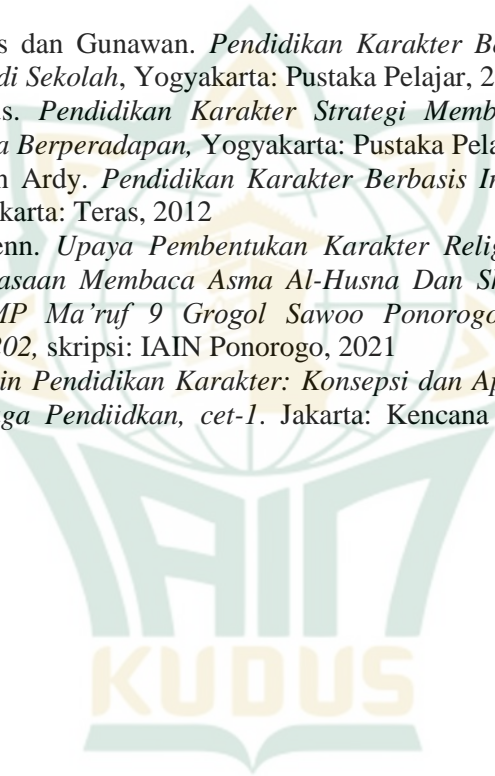 s dan Gunawan. Pendidikan Karakter Be
di Sekolah, Yogyakarta: Pustaka Pelajar, 2
us. Pendidikan Karakter Strategi Memb
a Berperadapan, Yogyakarta: Pustaka Pela
n Ardy. Pendidikan Karakter Berbasis In
karta: Teras, 2012
enn. Upaya Pembentukan Karakter Relig
asaan Membaca Asma Al-Husna Dan Sh
MP Ma’ruf 9 Grogol Sawoo Ponorogo
202, skripsi: IAIN Ponorogo, 2021
in Pendidikan Karakter: Konsepsi dan Ap
ga Pendiidkan, cet-1. Jakarta: Kencana
IAIN
KUDUS